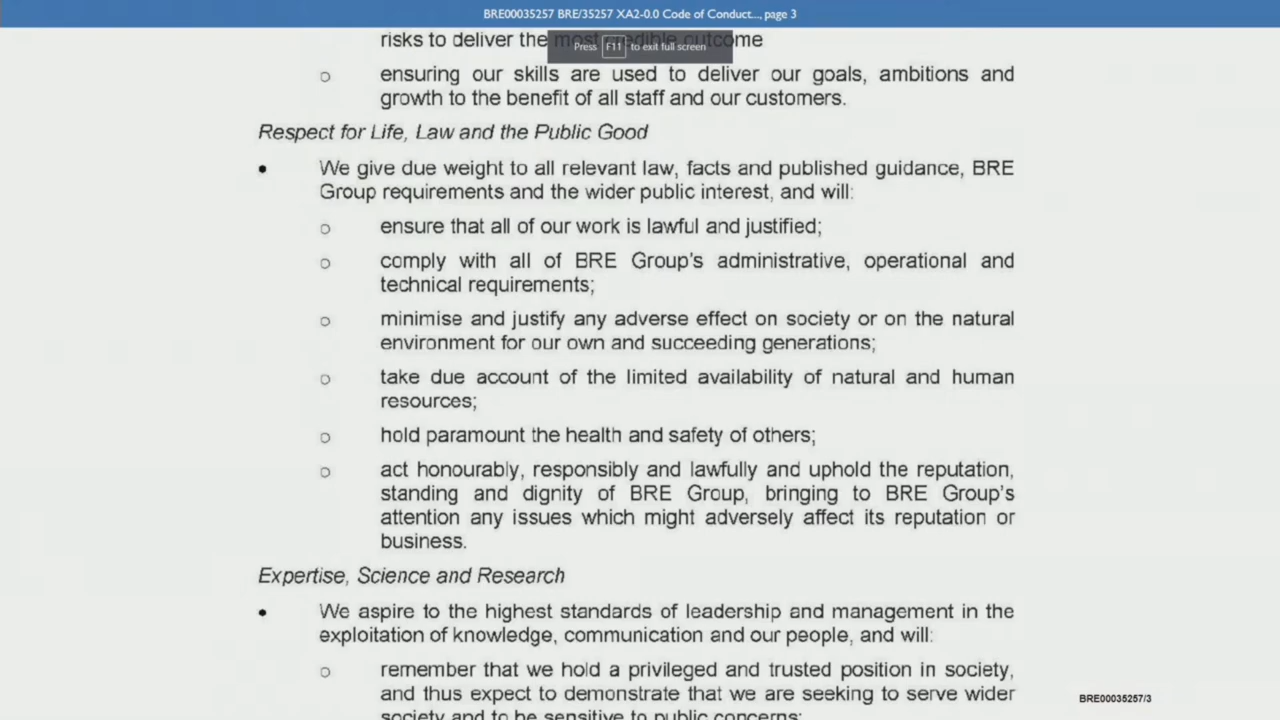 BRE00035257 BRE/35257 XA2-0.0 Code of Conduct..., page 3
risks to deliver the most credible outcome
Press F11 to exit full screen
o ensuring our skills are used to deliver our goals, ambitions and
growth to the benefit of all staff and our customers.
Respect for Life, Law and the Public Good
• We give due weight to all relevant law, facts and published guidance, BRE
Group requirements and the wider public interest, and will:
o ensure that all of our work is lawful and justified;
o comply with all of BRE Group's administrative, operational and
technical requirements;
o minimise and justify any adverse effect on society or on the natural
environment for our own and succeeding generations;
o take due account of the limited availability of natural and human
resources;
o hold paramount the health and safety of others;
o act honourably, responsibly and lawfully and uphold the reputation,
standing and dignity of BRE Group, bringing to BRE Group's
attention any issues which might adversely affect its reputation or
business.
Expertise, Science and Research
• We aspire to the highest standards of leadership and management in the
exploitation of knowledge, communication and our people, and will:
o remember that we hold a privileged and trusted position in society,
and thus expect to demonstrate that we are seeking to serve wider
society and to be sensitive to public concerns;
BRE00035257/3